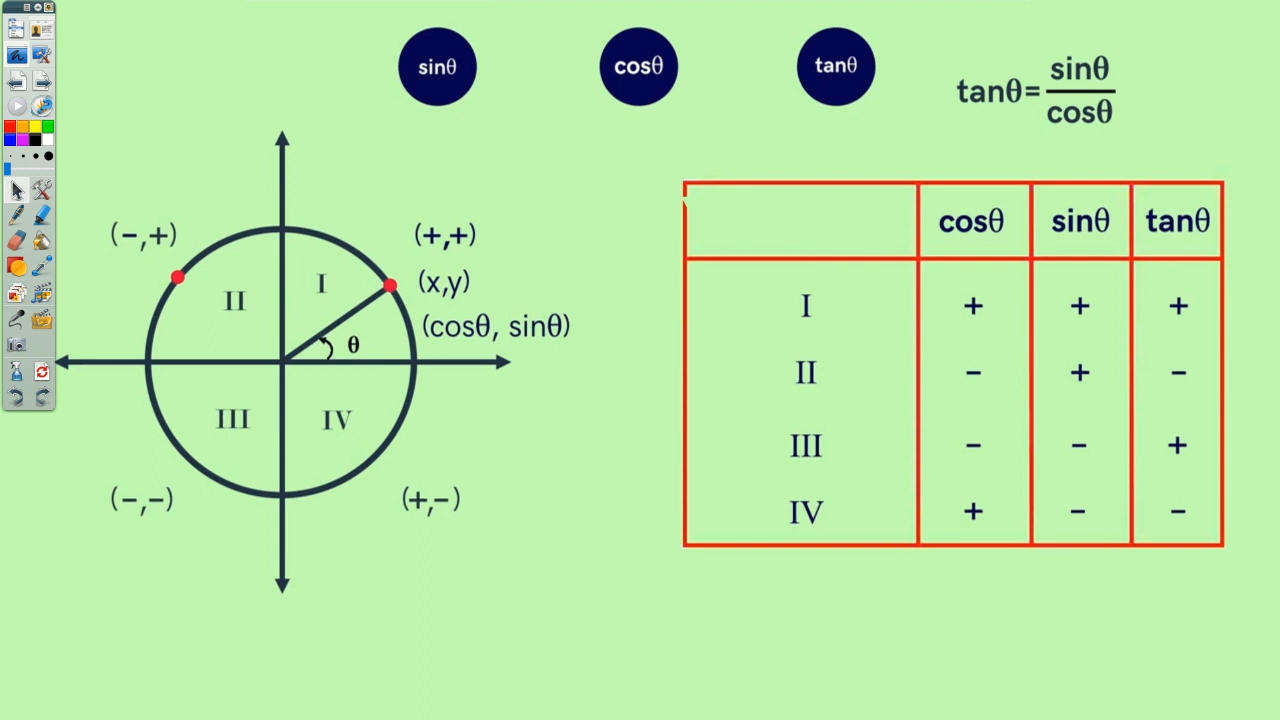 sinθ
cosθ
tanθ
tanθ=
sinθ
cosθ
(−,+)
(+,+)
I
(x,y)
II
(cosθ, sinθ)
θ
III
IV
(−,−)
(+,−)
cosθ sinθ tanθ
I + + +
II − + −
III − − +
IV + − −